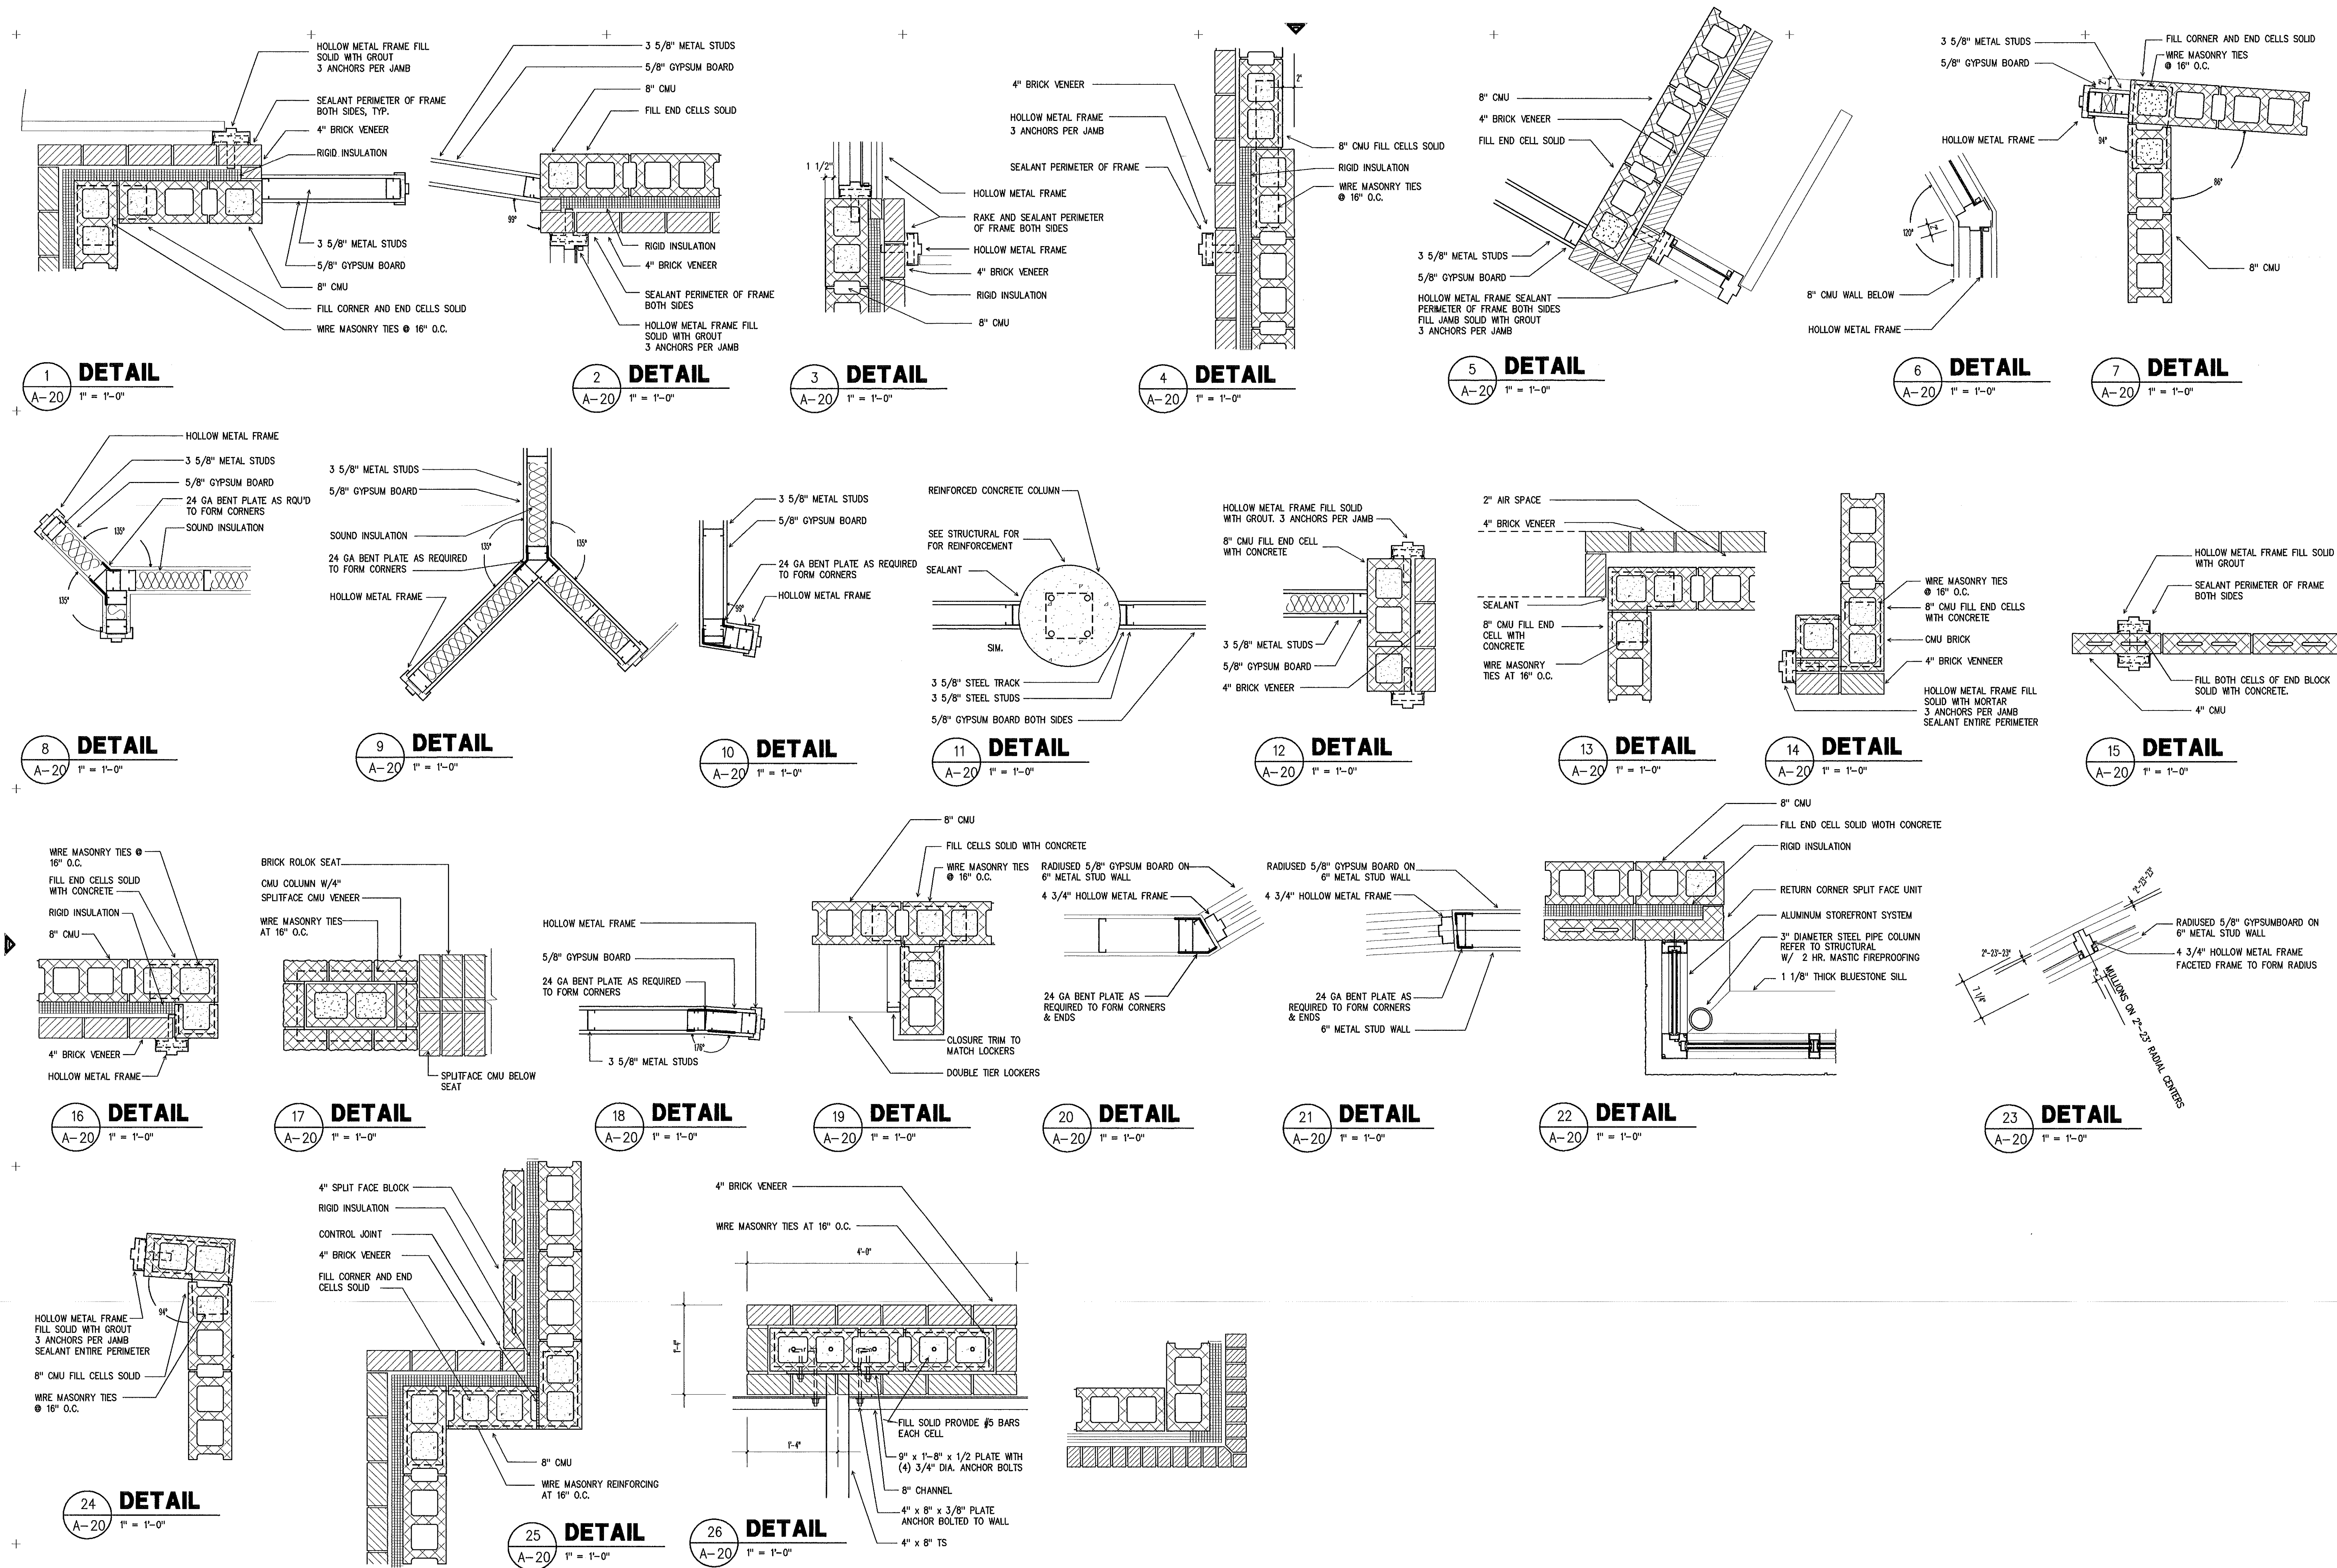 HOLLOW METAL FRAME FILL
SOLID WITH GROUT
3 ANCHORS PER JAMB
SEALANT PERIMETER OF FRAME
BOTH SIDES, TYP.
4" BRICK VENEER
RIGID INSULATION
3 5/8" METAL STUDS
5/8" GYPSUM BOARD
8" CMU
FILL CORNER AND END CELLS SOLID
WIRE MASONRY TIES @ 16" O.C.
1
A-20
DETAIL
1" = 1'-0"
3 5/8" METAL STUDS
5/8" GYPSUM BOARD
8" CMU
FILL END CELLS SOLID
99°
RIGID INSULATION
4" BRICK VENEER
SEALANT PERIMETER OF FRAME
BOTH SIDES
HOLLOW METAL FRAME FILL
SOLID WITH GROUT
3 ANCHORS PER JAMB
2
A-20
DETAIL
1" = 1'-0"
1 1/2"
HOLLOW METAL FRAME
RAKE AND SEALANT PERIMETER
OF FRAME BOTH SIDES
HOLLOW METAL FRAME
4" BRICK VENEER
RIGID INSULATION
8" CMU
3
A-20
DETAIL
1" = 1'-0"
4" BRICK VENEER
HOLLOW METAL FRAME
3 ANCHORS PER JAMB
SEALANT PERIMETER OF FRAME
2"
8" CMU FILL CELLS SOLID
RIGID INSULATION
WIRE MASONRY TIES
@ 16" O.C.
4
A-20
DETAIL
1" = 1'-0"
8" CMU
4" BRICK VENEER
FILL END CELL SOLID
3 5/8" METAL STUDS
5/8" GYPSUM BOARD
HOLLOW METAL FRAME SEALANT
PERIMETER OF FRAME BOTH SIDES
FILL JAMB SOLID WITH GROUT
3 ANCHORS PER JAMB
5
A-20
DETAIL
1" = 1'-0"
120°
8" CMU WALL BELOW
HOLLOW METAL FRAME
6
A-20
DETAIL
1" = 1'-0"
3 5/8" METAL STUDS
5/8" GYPSUM BOARD
HOLLOW METAL FRAME
FILL CORNER AND END CELLS SOLID
WIRE MASONRY TIES
@ 16" O.C.
2"
94°
86°
8" CMU
7
A-20
DETAIL
1" = 1'-0"
HOLLOW METAL FRAME
3 5/8" METAL STUDS
5/8" GYPSUM BOARD
24 GA BENT PLATE AS RQU'D
TO FORM CORNERS
SOUND INSULATION
135°
135°
8
A-20
DETAIL
1" = 1'-0"
3 5/8" METAL STUDS
5/8" GYPSUM BOARD
SOUND INSULATION
24 GA BENT PLATE AS REQUIRED
TO FORM CORNERS
HOLLOW METAL FRAME
135°
135°
9
A-20
DETAIL
1" = 1'-0"
3 5/8" METAL STUDS
5/8" GYPSUM BOARD
24 GA BENT PLATE AS REQUIRED
TO FORM CORNERS
HOLLOW METAL FRAME
99°
10
A-20
DETAIL
1" = 1'-0"
REINFORCED CONCRETE COLUMN
SEE STRUCTURAL FOR
FOR REINFORCEMENT
SEALANT
SIM.
3 5/8" STEEL TRACK
3 5/8" STEEL STUDS
5/8" GYPSUM BOARD BOTH SIDES
11
A-20
DETAIL
1" = 1'-0"
HOLLOW METAL FRAME FILL SOLID
WITH GROUT. 3 ANCHORS PER JAMB
8" CMU FILL END CELL
WITH CONCRETE
3 5/8" METAL STUDS
5/8" GYPSUM BOARD
4" BRICK VENEER
12
A-20
DETAIL
1" = 1'-0"
2" AIR SPACE
4" BRICK VENEER
SEALANT
8" CMU FILL END
CELL WITH
CONCRETE
WIRE MASONRY
TIES AT 16" O.C.
13
A-20
DETAIL
1" = 1'-0"
WIRE MASONRY TIES
@ 16" O.C.
8" CMU FILL END CELLS
WITH CONCRETE
CMU BRICK
4" BRICK VENNEER
HOLLOW METAL FRAME FILL
SOLID WITH MORTAR
3 ANCHORS PER JAMB
SEALANT ENTIRE PERIMETER
14
A-20
DETAIL
1" = 1'-0"
HOLLOW METAL FRAME FILL SOLID
WITH GROUT
SEALANT PERIMETER OF FRAME
BOTH SIDES
FILL BOTH CELLS OF END BLOCK
SOLID WITH CONCRETE.
4" CMU
15
A-20
DETAIL
1" = 1'-0"
WIRE MASONRY TIES @
16" O.C.
FILL END CELLS SOLID
WITH CONCRETE
RIGID INSULATION
8" CMU
4" BRICK VENEER
HOLLOW METAL FRAME
16
A-20
DETAIL
1" = 1'-0"
BRICK ROLOK SEAT
CMU COLUMN W/4"
SPLITFACE CMU VENEER
WIRE MASONRY TIES
AT 16" O.C.
SPLITFACE CMU BELOW
SEAT
17
A-20
DETAIL
1" = 1'-0"
HOLLOW METAL FRAME
5/8" GYPSUM BOARD
24 GA BENT PLATE AS REQUIRED
TO FORM CORNERS
176°
3 5/8" METAL STUDS
18
A-20
DETAIL
1" = 1'-0"
8" CMU
FILL CELLS SOLID WITH CONCRETE
WIRE MASONRY TIES
@ 16" O.C.
CLOSURE TRIM TO
MATCH LOCKERS
DOUBLE TIER LOCKERS
19
A-20
DETAIL
1" = 1'-0"
RADIUSED 5/8" GYPSUM BOARD ON
6" METAL STUD WALL
4 3/4" HOLLOW METAL FRAME
24 GA BENT PLATE AS
REQUIRED TO FORM CORNERS
& ENDS
20
A-20
DETAIL
1" = 1'-0"
RADIUSED 5/8" GYPSUM BOARD ON
6" METAL STUD WALL
4 3/4" HOLLOW METAL FRAME
24 GA BENT PLATE AS
REQUIRED TO FORM CORNERS
& ENDS
6" METAL STUD WALL
21
A-20
DETAIL
1" = 1'-0"
8" CMU
FILL END CELL SOLID WIOTH CONCRETE
RIGID INSULATION
RETURN CORNER SPLIT FACE UNIT
ALUMINUM STOREFRONT SYSTEM
3" DIAMETER STEEL PIPE COLUMN
REFER TO STRUCTURAL
W/ 2 HR. MASTIC FIREPROOFING
1 1/8" THICK BLUESTONE SILL
22
A-20
DETAIL
1" = 1'-0"
2°-23'-23"
2°-23'-23"
7 1/4"
2"
RADIUSED 5/8" GYPSUMBOARD ON
6" METAL STUD WALL
4 3/4" HOLLOW METAL FRAME
FACETED FRAME TO FORM RADIUS
MULLIONS ON 2°-23' RADIAL CENTERS
23
A-20
DETAIL
1" = 1'-0"
94°
HOLLOW METAL FRAME
FILL SOLID WITH GROUT
3 ANCHORS PER JAMB
SEALANT ENTIRE PERIMETER
8" CMU FILL CELLS SOLID
WIRE MASONRY TIES
@ 16" O.C.
24
A-20
DETAIL
1" = 1'-0"
4" SPLIT FACE BLOCK
RIGID INSULATION
CONTROL JOINT
4" BRICK VENEER
FILL CORNER AND END
CELLS SOLID
8" CMU
WIRE MASONRY REINFORCING
AT 16" O.C.
25
A-20
DETAIL
1" = 1'-0"
4" BRICK VENEER
WIRE MASONRY TIES AT 16" O.C.
4'-0"
1'-4"
1'-4"
FILL SOLID PROVIDE #5 BARS
EACH CELL
9" x 1'-8" x 1/2 PLATE WITH
(4) 3/4" DIA. ANCHOR BOLTS
8" CHANNEL
4" x 8" x 3/8" PLATE
ANCHOR BOLTED TO WALL
4" x 8" TS
26
A-20
DETAIL
1" = 1'-0"